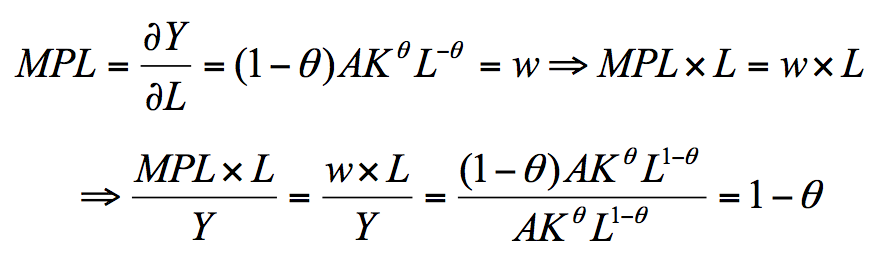 MPL = ∂Y/∂L = (1 − θ)AK^θ L^−θ = w ⇒ MPL × L = w × L
⇒ (MPL × L)/Y = (w × L)/Y = ((1 − θ)AK^θ L^1−θ)/(AK^θ L^1−θ) = 1 − θ